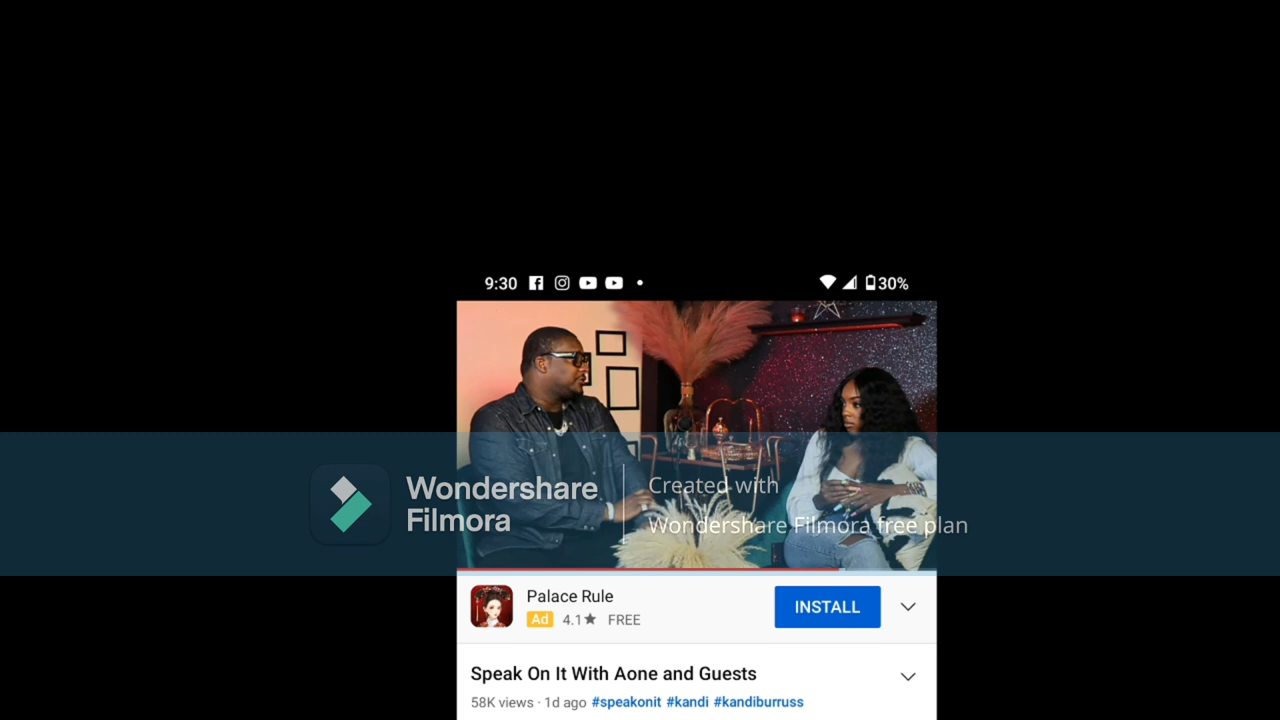 9:30
30%
Wondershare
Filmora
Created with
Wondershare Filmora free plan
Palace Rule
Ad 4.1★ FREE
INSTALL
Speak On It With Aone and Guests
58K views · 1d ago #speakonit #kandi #kandiburruss